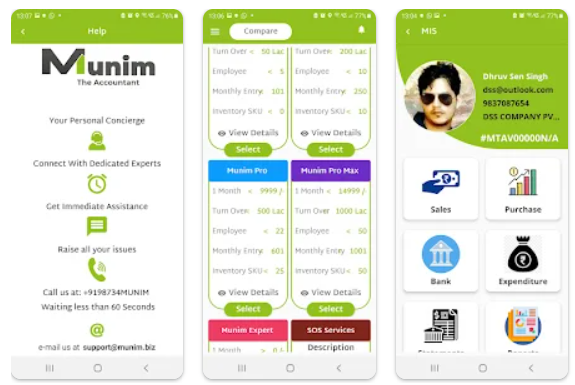 13:07
76%
Help
Munim
The Accountant
Your Personal Concierge
Connect With Dedicated Experts
Get Immediate Assistance
Raise all your issues
Call us at: +9198734MUNIM
Waiting less than 60 Seconds
@
e-mail us at support@munim.biz
13:06
77%
Compare
Turn Over < 50 Lac
Employee < 5
Monthly Entry: 101
Inventory SKU < 0
View Details
Select
Turn Over: 200 Lac
Employee < 10
Monthly Entry: 250
Inventory SKU < 10
View Details
Select
Munim Pro
1 Month < 9999 /-
Turn Over: 500 Lac
Employee < 22
Monthly Entry: 601
Inventory SKU < 25
View Details
Select
Munim Pro Max
1 Month < 14999 /-
Turn Over 1000 Lac
Employee < 50
Monthly Entry 1001
Inventory SKU < 50
View Details
Select
Munim Expert
1 Month > 0 /-
SOS Services
Description
13:04
77%
MIS
Dhruv Sen Singh
dss@outlook.com
9837087654
DSS COMPANY PV...
#MTAV00000N/A
Sales
Purchase
Bank
Expenditure